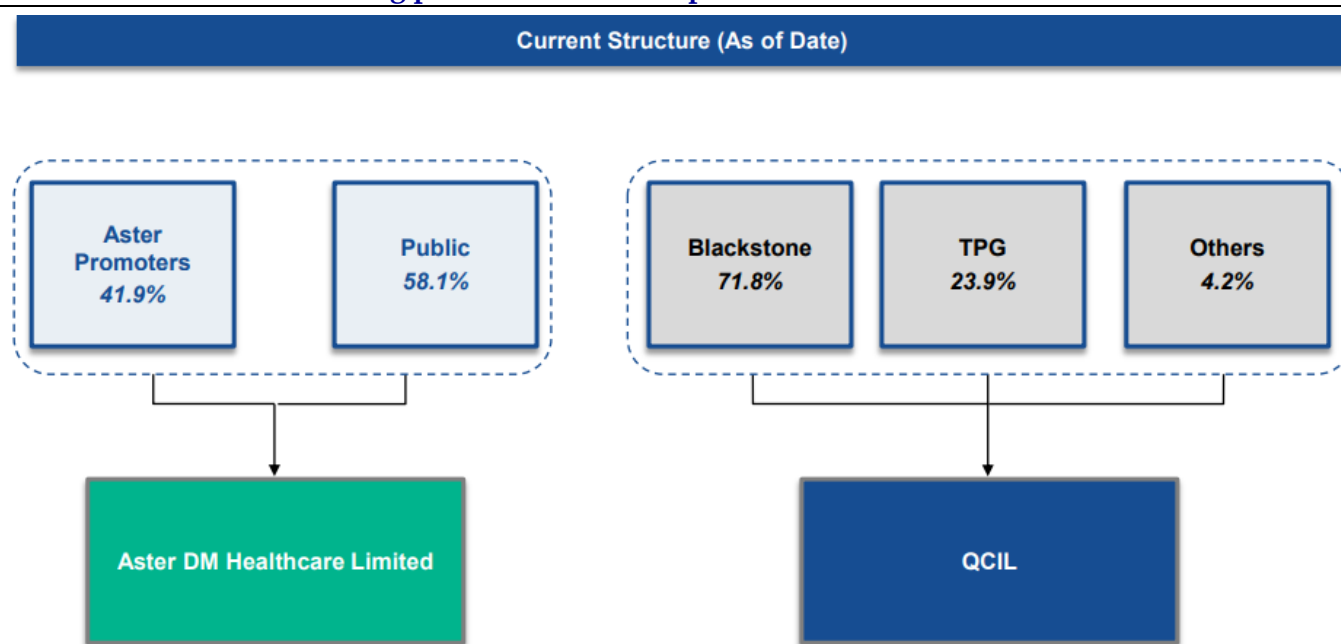 Current Structure (As of Date)
Aster
Promoters
41.9%
Public
58.1%
Blackstone
71.8%
TPG
23.9%
Others
4.2%
Aster DM Healthcare Limited
QCIL